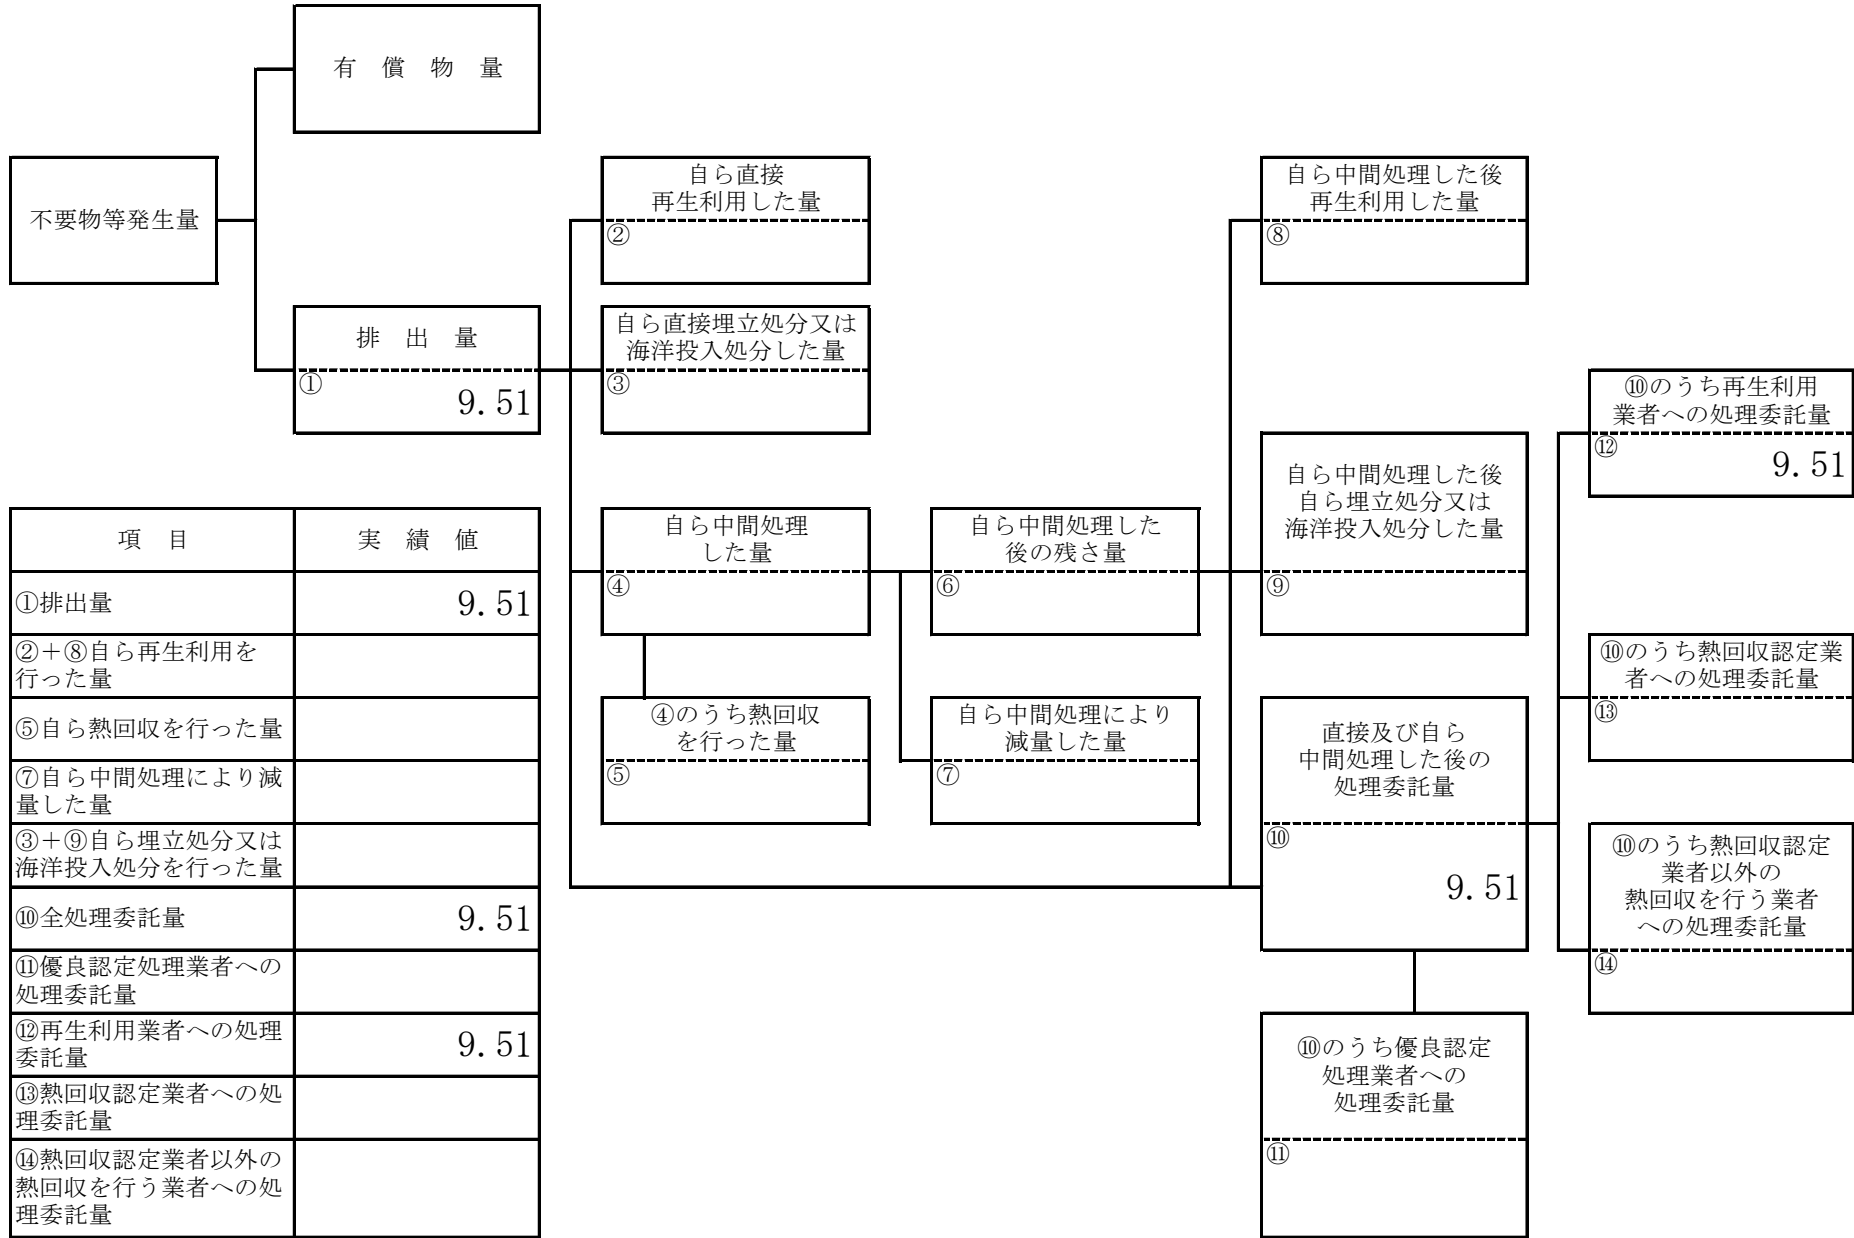 有　償　物　量
不要物等発生量
排　出　量
①
9.51
自ら直接
再生利用した量
②
自ら直接埋立処分又は
海洋投入処分した量
③
自ら中間処理
した量
④
④のうち熱回収
を行った量
⑤
自ら中間処理した
後の残さ量
⑥
自ら中間処理により
減量した量
⑦
自ら中間処理した後
再生利用した量
⑧
自ら中間処理した後
自ら埋立処分又は
海洋投入処分した量
⑨
直接及び自ら
中間処理した後の
処理委託量
⑩
9.51
⑩のうち優良認定
処理業者への
処理委託量
⑪
⑩のうち再生利用
業者への処理委託量
⑫
9.51
⑩のうち熱回収認定業
者への処理委託量
⑬
⑩のうち熱回収認定
業者以外の
熱回収を行う業者
への処理委託量
⑭
項　目　実　績　値
①排出量　9.51
②＋⑧自ら再生利用を
行った量
⑤自ら熱回収を行った量
⑦自ら中間処理により減
量した量
③＋⑨自ら埋立処分又は
海洋投入処分を行った量
⑩全処理委託量　9.51
⑪優良認定処理業者への
処理委託量
⑫再生利用業者への処理
委託量　9.51
⑬熱回収認定業者への処
理委託量
⑭熱回収認定業者以外の
熱回収を行う業者への処
理委託量